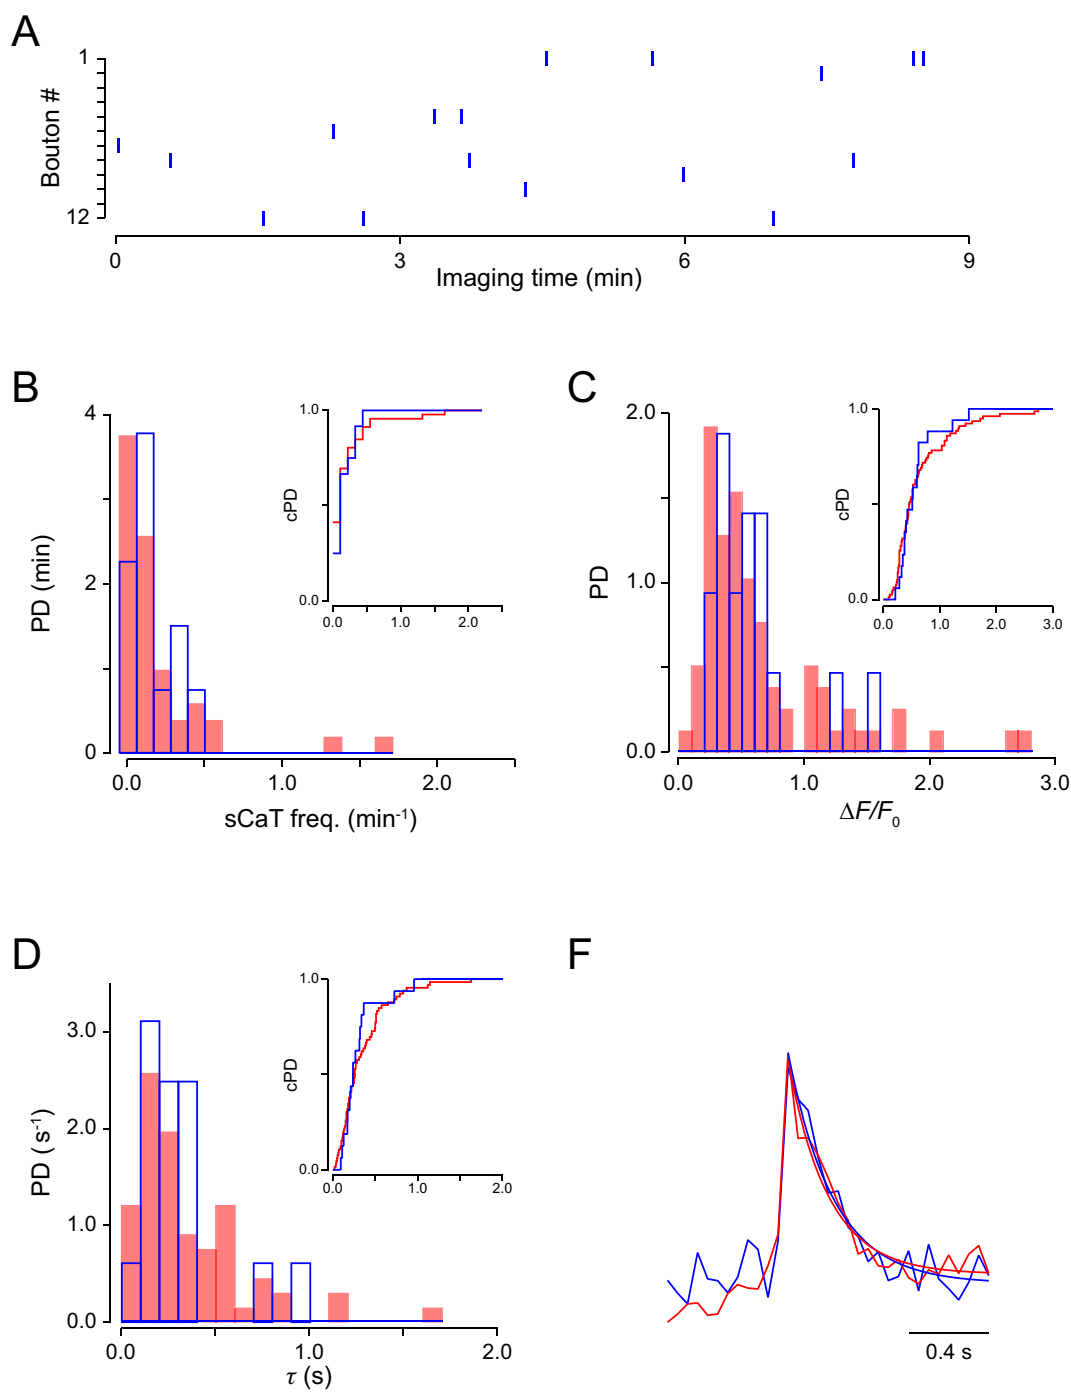 A
1
Bouton #
12
0 3 6 9
Imaging time (min)
B
4
2
0
PD (min)
0.0 1.0 2.0
sCaT freq. (min⁻¹)
1.0
cPD
0.0
0.0 1.0 2.0
C
2.0
1.0
0.0
PD
0.0 1.0 2.0 3.0
ΔF/F₀
1.0
cPD
0.0
0.0 1.0 2.0 3.0
D
3.0
2.0
1.0
0.0
PD (s⁻¹)
0.0 1.0 2.0
τ (s)
1.0
cPD
0.0
0.0 1.0 2.0
F
0.4 s